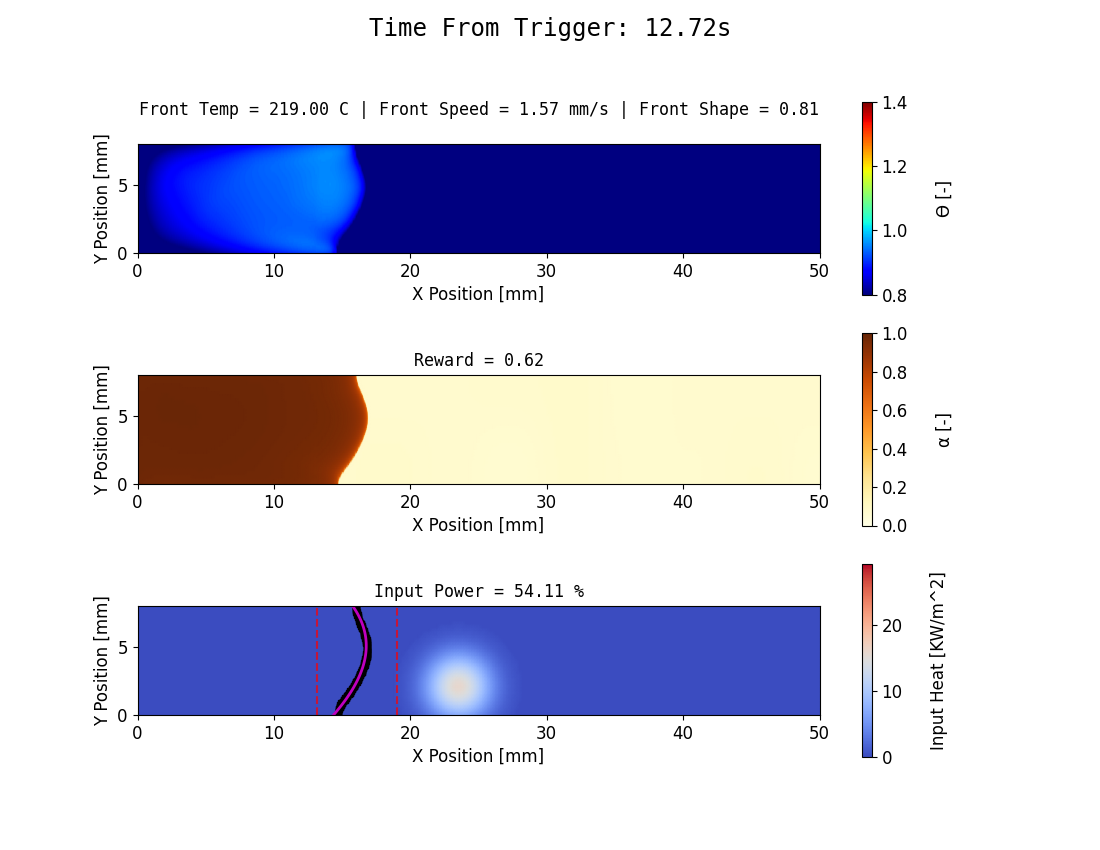 Time From Trigger: 12.72s
Front Temp = 219.00 C | Front Speed = 1.57 mm/s | Front Shape = 0.81
Y Position [mm]
5
0
0 10 20 30 40 50
X Position [mm]
1.4
1.2
1.0
0.8
Θ [-]
Reward = 0.62
Y Position [mm]
5
0
0 10 20 30 40 50
X Position [mm]
1.0
0.8
0.6
0.4
0.2
0.0
α [-]
Input Power = 54.11 %
Y Position [mm]
5
0
0 10 20 30 40 50
X Position [mm]
20
10
0
Input Heat [KW/m^2]